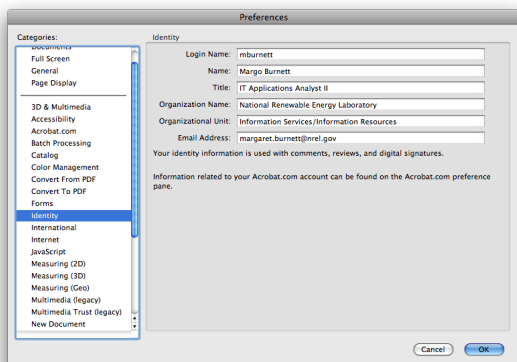 Preferences
Categories:
Documents
Full Screen
General
Page Display
3D & Multimedia
Accessibility
Acrobat.com
Batch Processing
Catalog
Color Management
Convert From PDF
Convert To PDF
Forms
Identity
International
Internet
JavaScript
Measuring (2D)
Measuring (3D)
Measuring (Geo)
Multimedia (legacy)
Multimedia Trust (legacy)
New Document
Identity
Login Name: mburnett
Name: Margo Burnett
Title: IT Applications Analyst II
Organization Name: National Renewable Energy Laboratory
Organizational Unit: Information Services/Information Resources
Email Address: margaret.burnett@nrel.gov
Your identity information is used with comments, reviews, and digital signatures.
Information related to your Acrobat.com account can be found on the Acrobat.com preference
pane.
Cancel OK